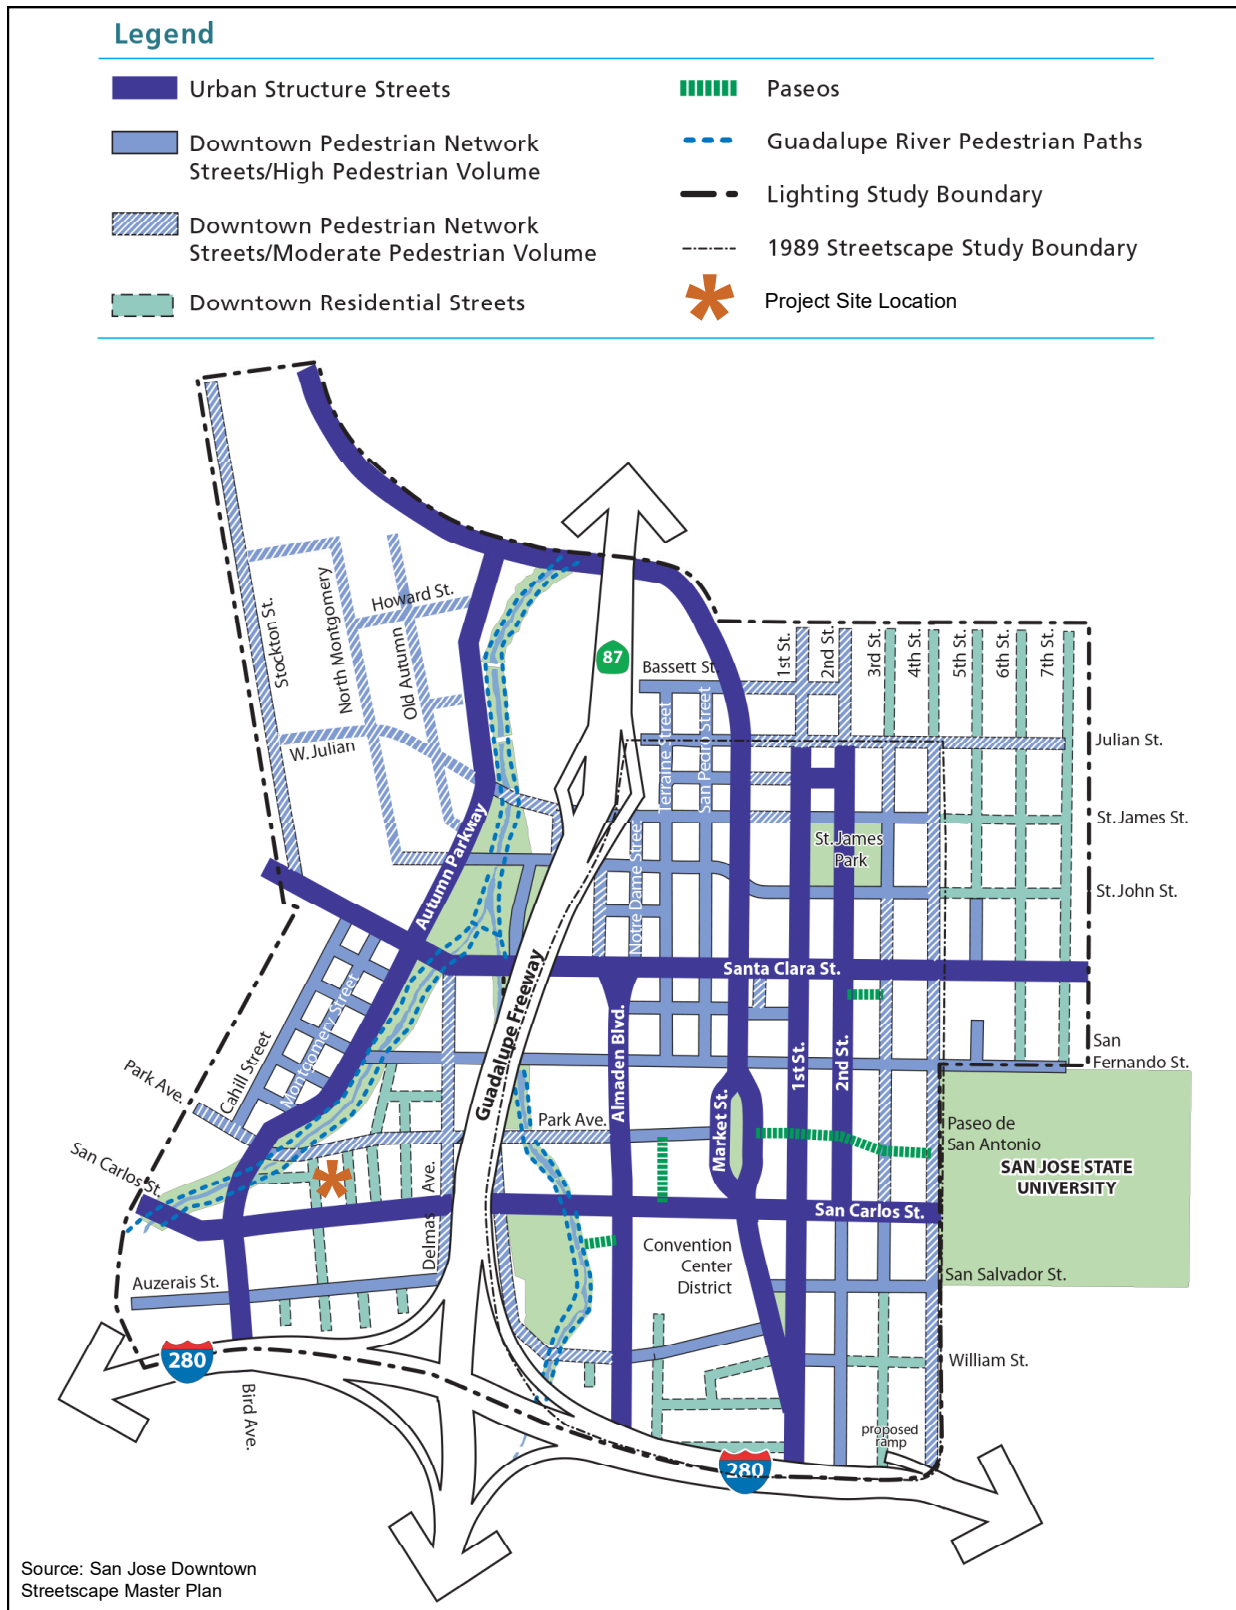 Legend
Urban Structure Streets
Downtown Pedestrian Network
Streets/High Pedestrian Volume
Downtown Pedestrian Network
Streets/Moderate Pedestrian Volume
Downtown Residential Streets
Paseos
Guadalupe River Pedestrian Paths
Lighting Study Boundary
1989 Streetscape Study Boundary
Project Site Location
Stockton St.
North Montgomery
Howard St.
Old Autumn
W. Julian
87
Bassett St.
1st St.
2nd St.
3rd St.
4th St.
5th St.
6th St.
7th St.
Terraine Street
San Pedro Street
Julian St.
St. James St.
St. James
Park
Autumn Parkway
Notre Dame Street
St. John St.
Santa Clara St.
Guadalupe Freeway
Almaden Blvd.
Montgomery Street
Cahill Street
Park Ave.
San
Fernando St.
1st St.
2nd St.
Market St.
Park Ave.
Paseo de
San Antonio
SAN JOSE STATE
UNIVERSITY
San Carlos St.
Delmas Ave.
San Carlos St.
Convention
Center
District
San Salvador St.
Auzerais St.
280
William St.
Bird Ave.
proposed
ramp
280
Source: San Jose Downtown
Streetscape Master Plan